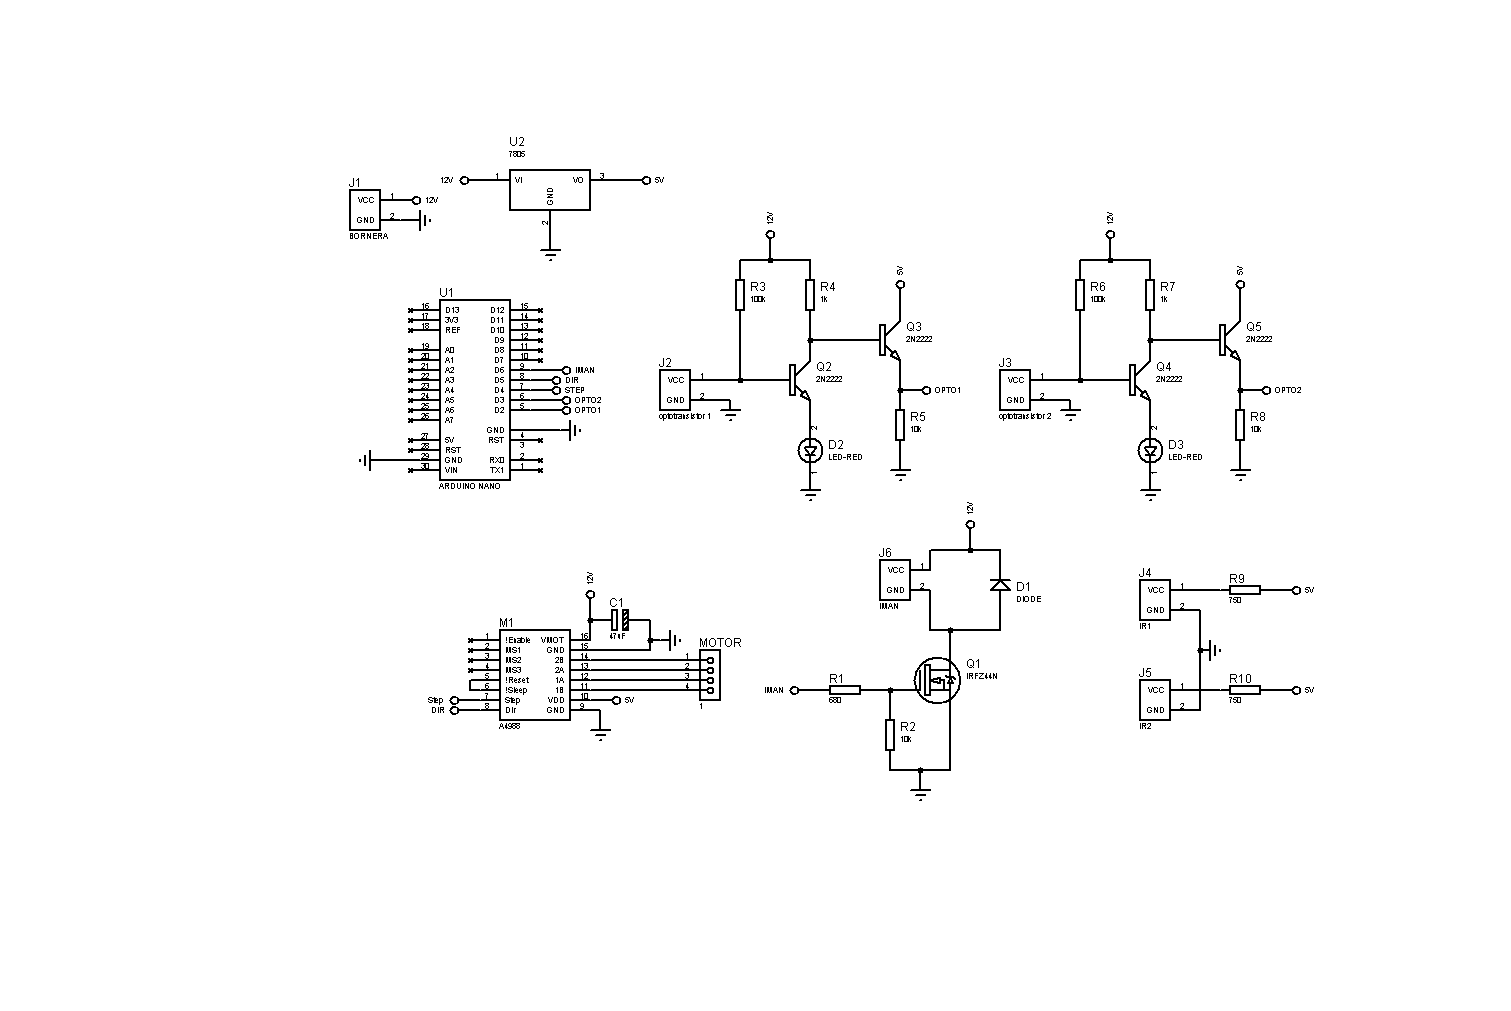 U2
7805
12V
1
VI
VO
3
5V
GND
2
J1
VCC
1
12V
GND
2
BORNERA
U1
16
D13
D12
15
17
3V3
D11
14
18
REF
D10
13
D9
12
19
A0
D8
11
20
A1
D7
10
21
A2
D6
9
IMAN
22
A3
D5
8
DIR
23
A4
D4
7
STEP
24
A5
D3
6
OPTO2
25
A6
D2
5
OPTO1
26
A7
GND
4
27
5V
RST
3
28
RST
29
GND
RX0
2
30
VIN
TX1
1
ARDUINO NANO
12V
R3
100k
R4
1k
5V
Q3
2N2222
J2
VCC
1
GND
2
optotransistor 1
Q2
2N2222
OPTO1
R5
10k
2
D2
LED-RED
1
12V
R6
100k
R7
1k
5V
Q5
2N2222
J3
VCC
1
GND
2
optotransistor 2
Q4
2N2222
OPTO2
R8
10k
2
D3
LED-RED
1
12V
C1
47uF
M1
1
!Enable
VMOT
16
2
MS1
GND
15
3
MS2
2B
14
4
MS3
2A
13
5
!Reset
1A
12
6
!Sleep
1B
11
Step
7
Step
VDD
10
5V
DIR
8
Dir
GND
9
A4988
MOTOR
1
2
3
4
1
12V
J6
VCC
1
GND
2
IMAN
D1
DIODE
Q1
IRFZ44N
IMAN
R1
680
R2
10k
J4
VCC
1
GND
2
IR1
R9
750
5V
J5
VCC
1
GND
2
IR2
R10
750
5V